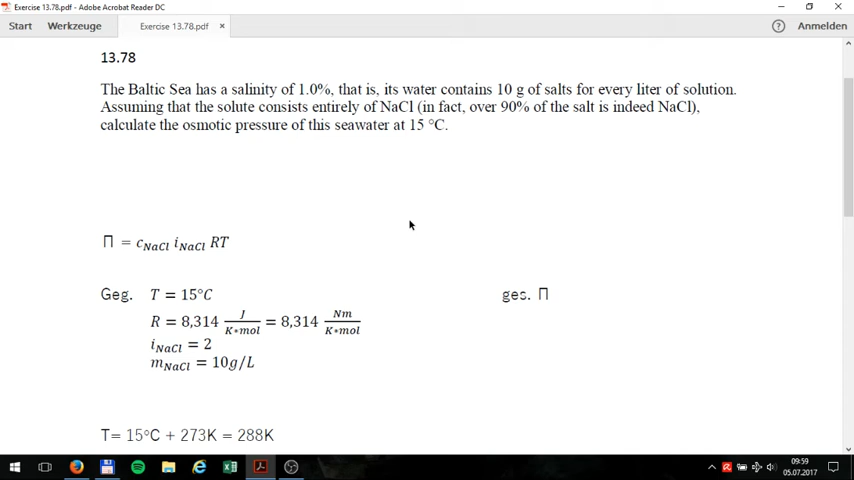 Exercise 13.78.pdf - Adobe Acrobat Reader DC
Start Werkzeuge Exercise 13.78.pdf × ? Anmelden
13.78
The Baltic Sea has a salinity of 1.0%, that is, its water contains 10 g of salts for every liter of solution.
Assuming that the solute consists entirely of NaCl (in fact, over 90% of the salt is indeed NaCl),
calculate the osmotic pressure of this seawater at 15 °C.
Π = c_NaCl i_NaCl RT
Geg. T = 15°C ges. Π
R = 8,314 J/K∗mol = 8,314 Nm/K∗mol
i_NaCl = 2
m_NaCl = 10g/L
T= 15°C + 273K = 288K
09:59
05.07.2017